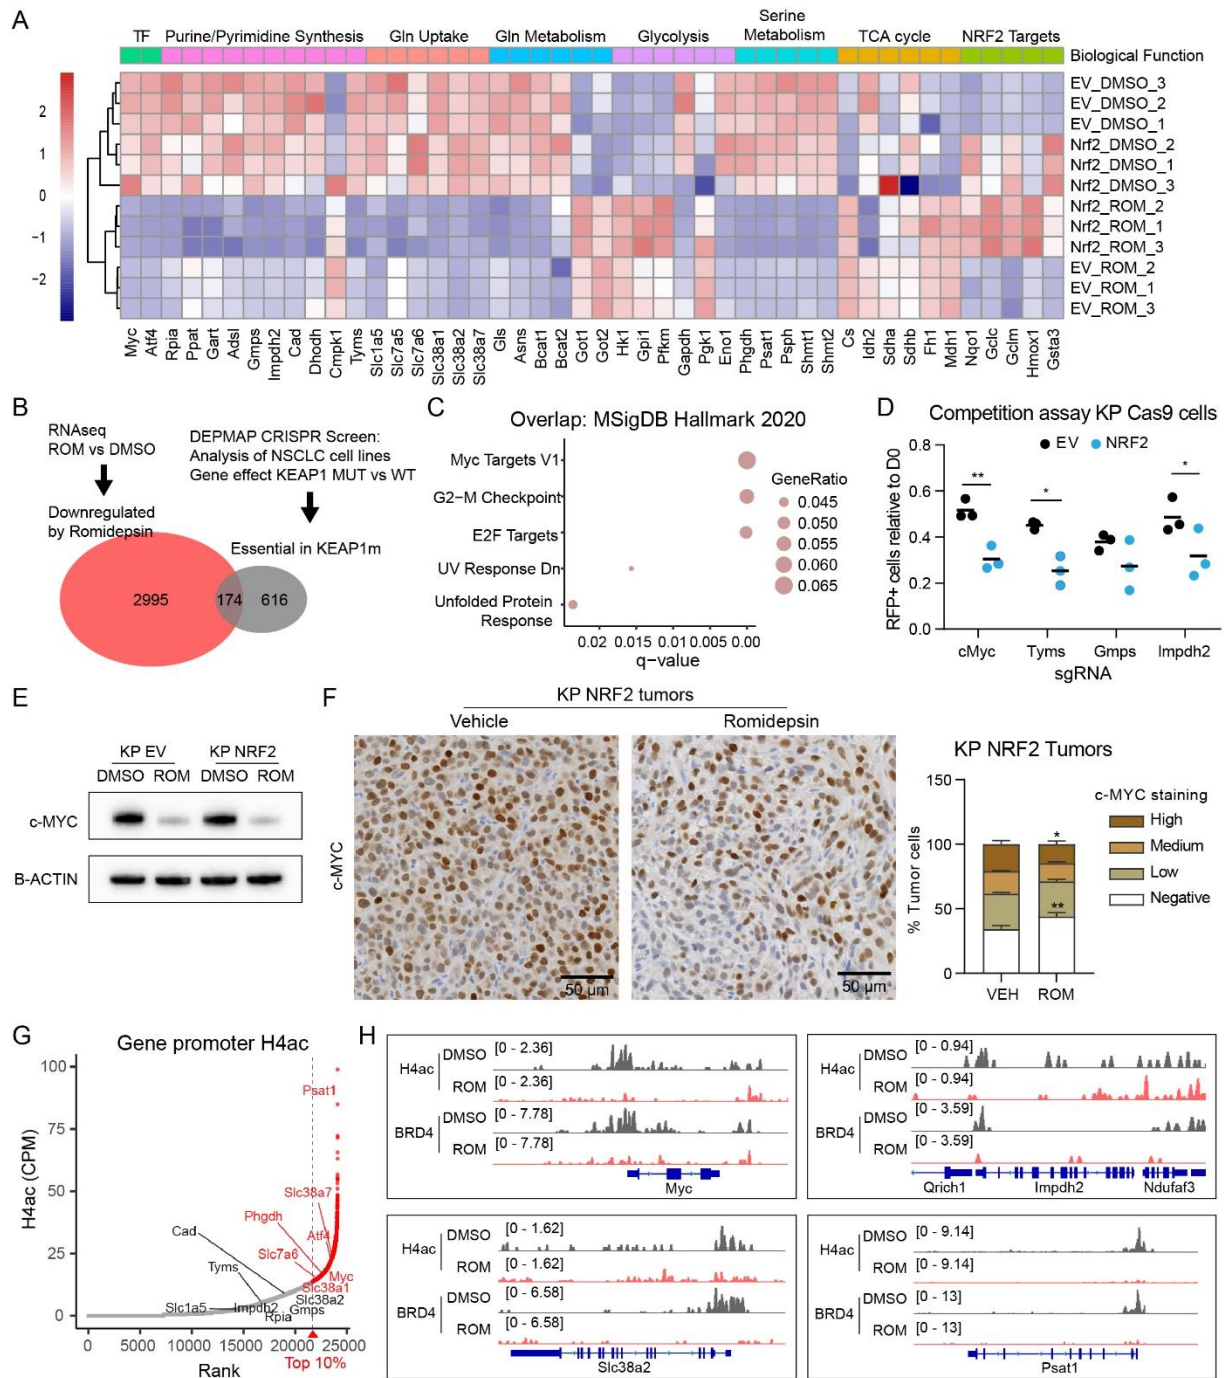 A
TF
Purine/Pyrimidine Synthesis
Gln Uptake
Gln Metabolism
Glycolysis
Serine
Metabolism
TCA cycle
NRF2 Targets
Biological Function
2
1
0
−1
−2
EV_DMSO_3
EV_DMSO_2
EV_DMSO_1
Nrf2_DMSO_2
Nrf2_DMSO_1
Nrf2_DMSO_3
Nrf2_ROM_2
Nrf2_ROM_1
Nrf2_ROM_3
EV_ROM_2
EV_ROM_1
EV_ROM_3
Myc
Atf4
Rpia
Ppat
Gart
Adsl
Gmps
Impdh2
Cad
Dhodh
Cmpk1
Tyms
Slc1a5
Slc7a5
Slc7a6
Slc38a1
Slc38a2
Slc38a7
Gls
Asns
Bcat1
Bcat2
Got1
Got2
Hk1
Gpi1
Pfkm
Gapdh
Pgk1
Eno1
Phgdh
Psat1
Psph
Shmt1
Shmt2
Cs
Idh2
Sdha
Sdhb
Fh1
Mdh1
Nqo1
Gclc
Gclm
Hmox1
Gsta3
B
RNAseq
ROM vs DMSO
Downregulated
by Romidepsin
DEPMAP CRISPR Screen:
Analysis of NSCLC cell lines
Gene effect KEAP1 MUT vs WT
Essential in KEAP1m
2995
174
616
C
Overlap: MSigDB Hallmark 2020
Myc Targets V1
G2−M Checkpoint
E2F Targets
UV Response Dn
Unfolded Protein
Response
0.02
0.015
0.01
0.005
0.00
q−value
GeneRatio
0.045
0.050
0.055
0.060
0.065
D
Competition assay KP Cas9 cells
EV
NRF2
RFP+ cells relative to D0
0.8
0.6
0.4
0.2
0.0
**
*
*
cMyc
Tyms
Gmps
Impdh2
sgRNA
E
KP EV
KP NRF2
DMSO ROM DMSO ROM
c-MYC
B-ACTIN
F
KP NRF2 tumors
Vehicle
Romidepsin
c-MYC
50 µm
50 µm
KP NRF2 Tumors
% Tumor cells
150
100
50
0
*
**
VEH
ROM
c-MYC staining
High
Medium
Low
Negative
G
Gene promoter H4ac
H4ac (CPM)
100
75
50
25
0
Psat1
Slc38a7
Phgdh
Atf4
Cad
Slc7a6
Tyms
Myc
Slc38a1
Slc38a2
Slc1a5
Impdh2
Gmps
Rpia
0
5000
10000
15000
20000
25000
Rank
Top 10%
H
H4ac
DMSO
[0 - 2.36]
ROM
[0 - 2.36]
BRD4
DMSO
[0 - 7.78]
ROM
[0 - 7.78]
Myc
H4ac
DMSO
[0 - 0.94]
ROM
[0 - 0.94]
BRD4
DMSO
[0 - 3.59]
ROM
[0 - 3.59]
Qrich1
Impdh2
Ndufaf3
H4ac
DMSO
[0 - 1.62]
ROM
[0 - 1.62]
BRD4
DMSO
[0 - 6.58]
ROM
[0 - 6.58]
Slc38a2
H4ac
DMSO
[0 - 9.14]
ROM
[0 - 9.14]
BRD4
DMSO
[0 - 13]
ROM
[0 - 13]
Psat1